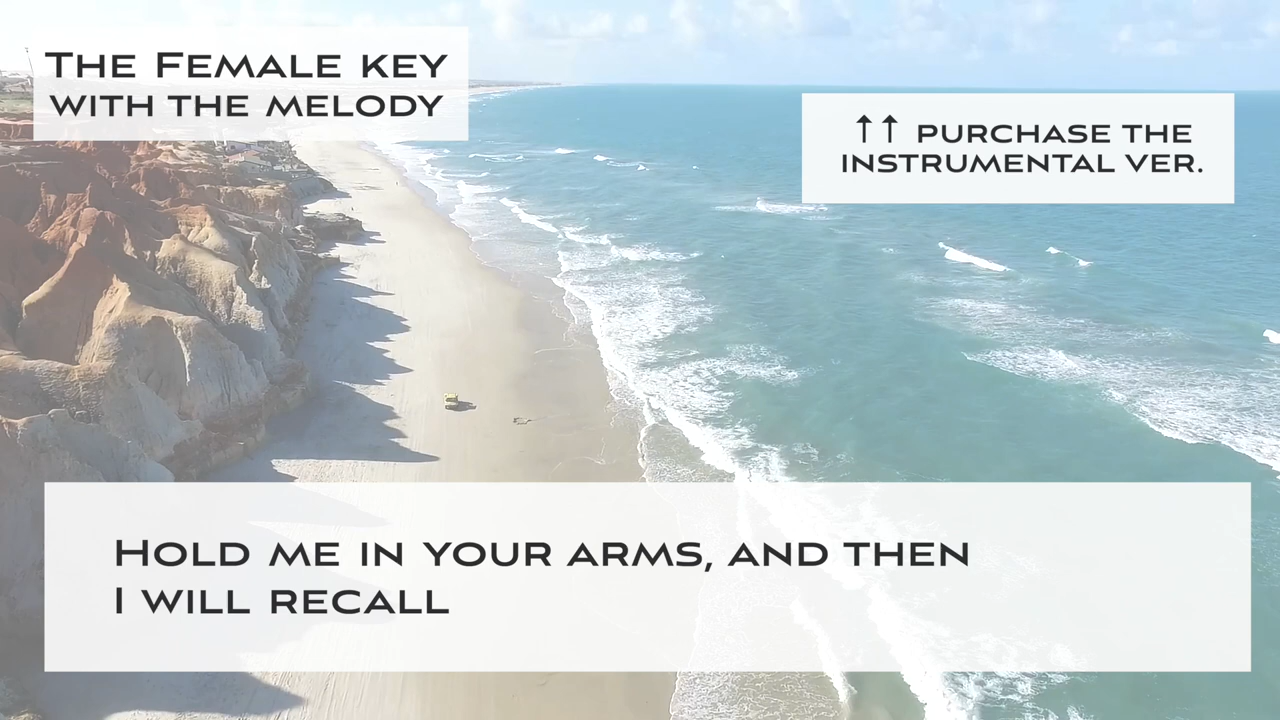 The Female key
with the melody
↑↑ purchase the
instrumental ver.
Hold me in your arms, and then
I will recall